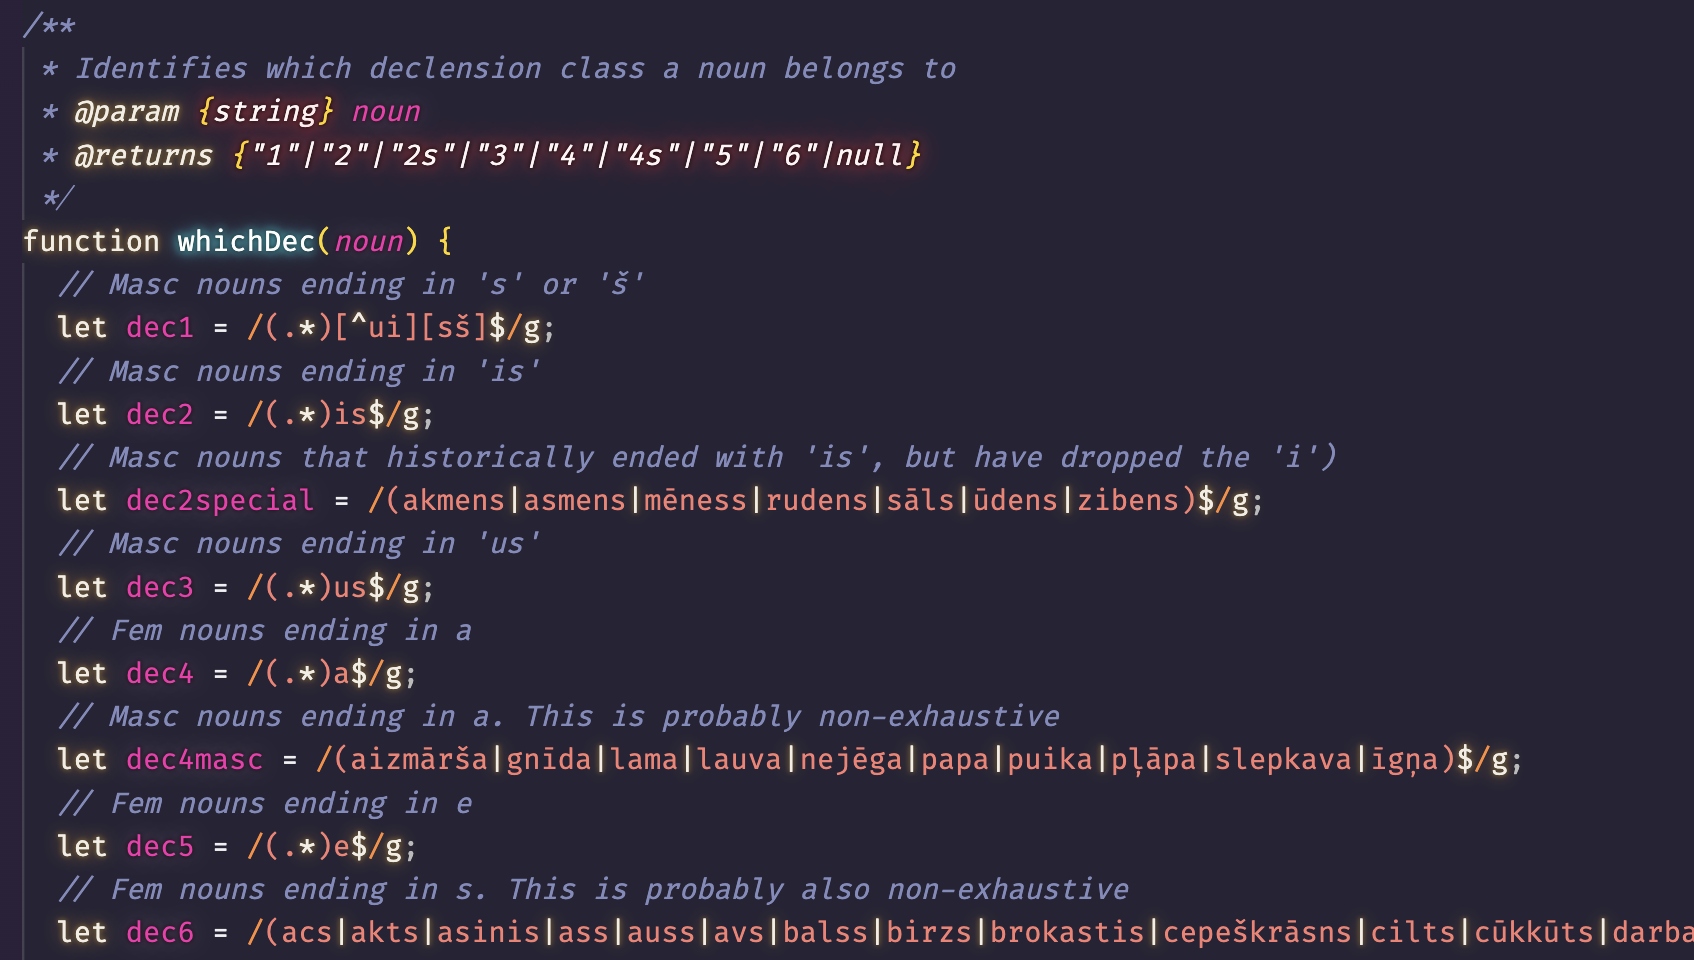 /**
 * Identifies which declension class a noun belongs to
 * @param {string} noun
 * @returns {"1"|"2"|"2s"|"3"|"4"|"4s"|"5"|"6"|null}
 */
function whichDec(noun) {
  // Masc nouns ending in 's' or 'š'
  let dec1 = /(.*)[^ui][sš]$/g;
  // Masc nouns ending in 'is'
  let dec2 = /(.*)is$/g;
  // Masc nouns that historically ended with 'is', but have dropped the 'i')
  let dec2special = /(akmens|asmens|mēness|rudens|sāls|ūdens|zibens)$/g;
  // Masc nouns ending in 'us'
  let dec3 = /(.*)us$/g;
  // Fem nouns ending in a
  let dec4 = /(.*)a$/g;
  // Masc nouns ending in a. This is probably non-exhaustive
  let dec4masc = /(aizmārša|gnīda|lama|lauva|nejēga|papa|puika|pļāpa|slepkava|īgņa)$/g;
  // Fem nouns ending in e
  let dec5 = /(.*)e$/g;
  // Fem nouns ending in s. This is probably also non-exhaustive
  let dec6 = /(acs|akts|asinis|ass|auss|avs|balss|birzs|brokastis|cepeškrāsns|cilts|cūkkūts|darba